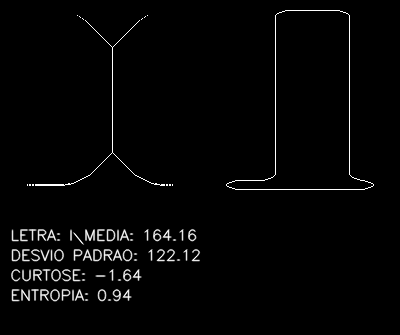 LETRA: I\MEDIA: 164.16
DESVIO PADRAO: 122.12
CURTOSE: -1.64
ENTROPIA: 0.94